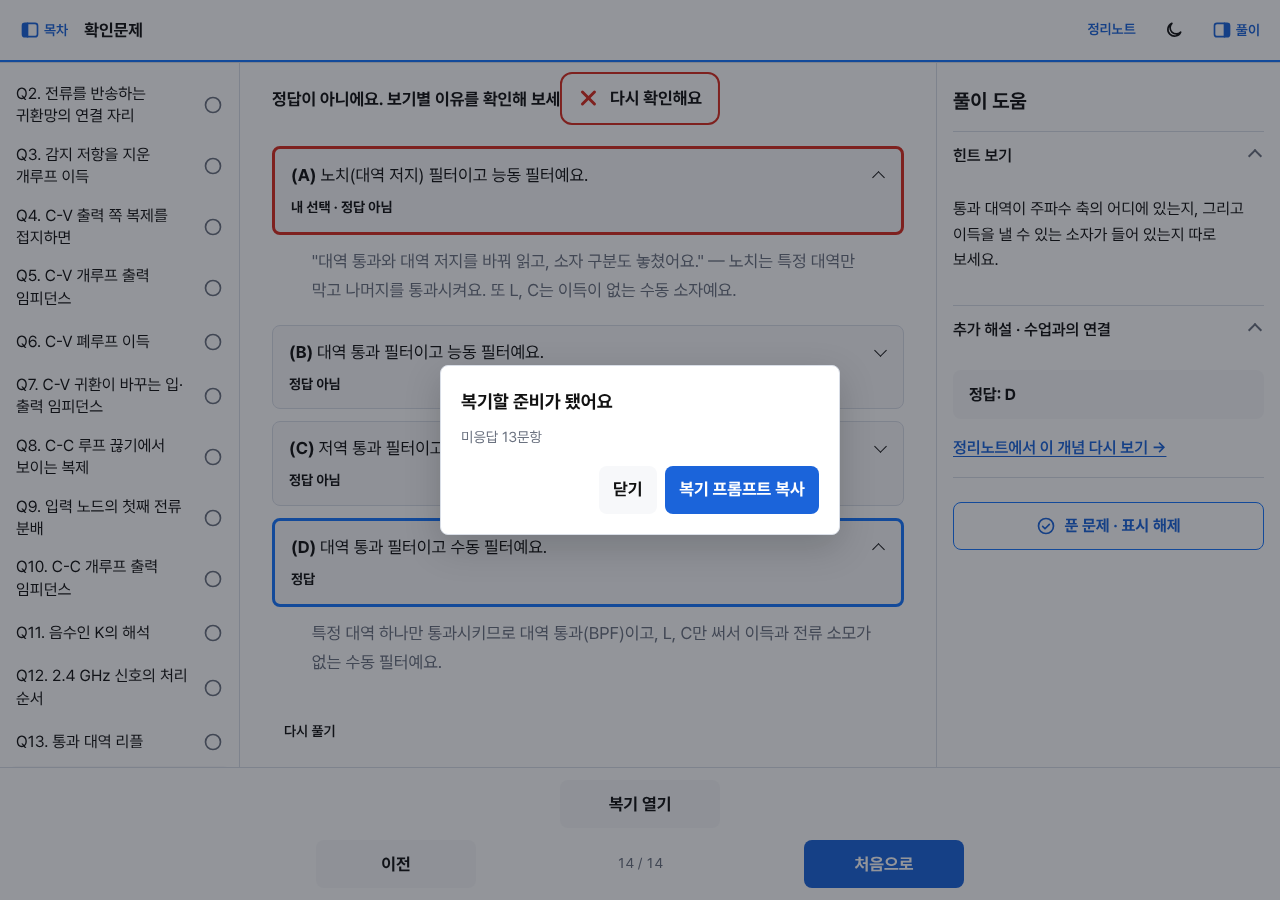 목차
확인문제
정리노트
풀이
Q2. 전류를 반송하는
귀환망의 연결 자리
Q3. 감지 저항을 지운
개루프 이득
Q4. C-V 출력 쪽 복제를
접지하면
Q5. C-V 개루프 출력
임피던스
Q6. C-V 폐루프 이득
Q7. C-V 귀환이 바꾸는 입·
출력 임피던스
Q8. C-C 루프 끊기에서
보이는 복제
Q9. 입력 노드의 첫째 전류
분배
Q10. C-C 개루프 출력
임피던스
Q11. 음수인 K의 해석
Q12. 2.4 GHz 신호의 처리
순서
Q13. 통과 대역 리플
정답이 아니에요. 보기별 이유를 확인해 보세
다시 확인해요
(A) 노치(대역 저지) 필터이고 능동 필터예요.
내 선택 · 정답 아님
"대역 통과와 대역 저지를 바꿔 읽고, 소자 구분도 놓쳤어요." — 노치는 특정 대역만
막고 나머지를 통과시켜요. 또 L, C는 이득이 없는 수동 소자예요.
(B) 대역 통과 필터이고 능동 필터예요.
정답 아님
(C) 저역 통과 필터이고
정답 아님
(D) 대역 통과 필터이고 수동 필터예요.
정답
특정 대역 하나만 통과시키므로 대역 통과(BPF)이고, L, C만 써서 이득과 전류 소모가
없는 수동 필터예요.
다시 풀기
복기할 준비가 됐어요
미응답 13문항
닫기
복기 프롬프트 복사
풀이 도움
힌트 보기
통과 대역이 주파수 축의 어디에 있는지, 그리고
이득을 낼 수 있는 소자가 들어 있는지 따로
보세요.
추가 해설 · 수업과의 연결
정답: D
정리노트에서 이 개념 다시 보기 →
푼 문제 · 표시 해제
복기 열기
이전
14 / 14
처음으로